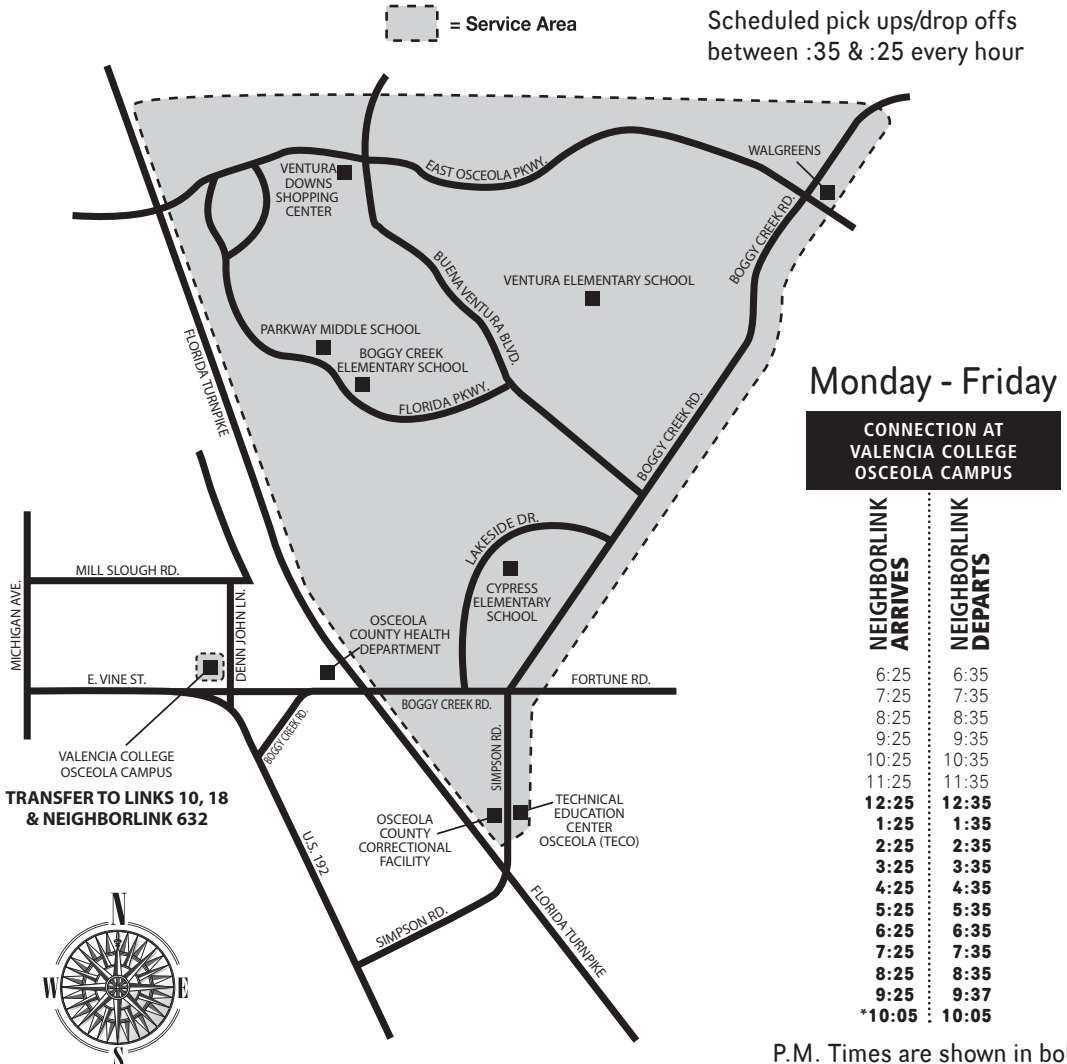 = Service Area
Scheduled pick ups/drop offs
between :35 & :25 every hour
WALGREENS
VENTURA
DOWNS
SHOPPING
CENTER
EAST OSCEOLA PKWY.
BOGGY CREEK RD.
BUENA VENTURA BLVD.
VENTURA ELEMENTARY SCHOOL
PARKWAY MIDDLE SCHOOL
BOGGY CREEK
ELEMENTARY SCHOOL
FLORIDA PKWY.
FLORIDA TURNPIKE
BOGGY CREEK RD.
LAKESIDE DR.
CYPRESS
ELEMENTARY
SCHOOL
MICHIGAN AVE.
MILL SLOUGH RD.
DENN JOHN LN.
OSCEOLA
COUNTY HEALTH
DEPARTMENT
E. VINE ST.
FORTUNE RD.
BOGGY CREEK RD.
BOGGY CREEK RD.
SIMPSON RD.
VALENCIA COLLEGE
OSCEOLA CAMPUS
TRANSFER TO LINKS 10, 18
& NEIGHBORLINK 632
OSCEOLA
COUNTY
CORRECTIONAL
FACILITY
TECHNICAL
EDUCATION
CENTER
OSCEOLA (TECO)
U.S. 192
SIMPSON RD.
FLORIDA TURNPIKE
N
W
E
S
Monday - Friday
CONNECTION AT
VALENCIA COLLEGE
OSCEOLA CAMPUS
NEIGHBORLINK
ARRIVES
NEIGHBORLINK
DEPARTS
6:25 6:35
7:25 7:35
8:25 8:35
9:25 9:35
10:25 10:35
11:25 11:35
12:25 12:35
1:25 1:35
2:25 2:35
3:25 3:35
4:25 4:35
5:25 5:35
6:25 6:35
7:25 7:35
8:25 8:35
9:25 9:37
*10:05 10:05
P.M. Times are shown in bol